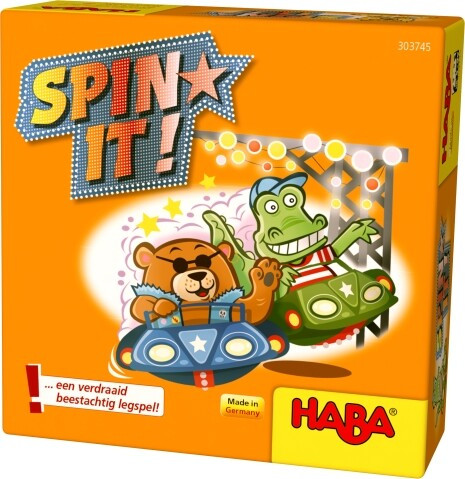 303745
SPIN
IT!
... een verdraaid
beestachtig legspel!
Made in
Germany
HABA®